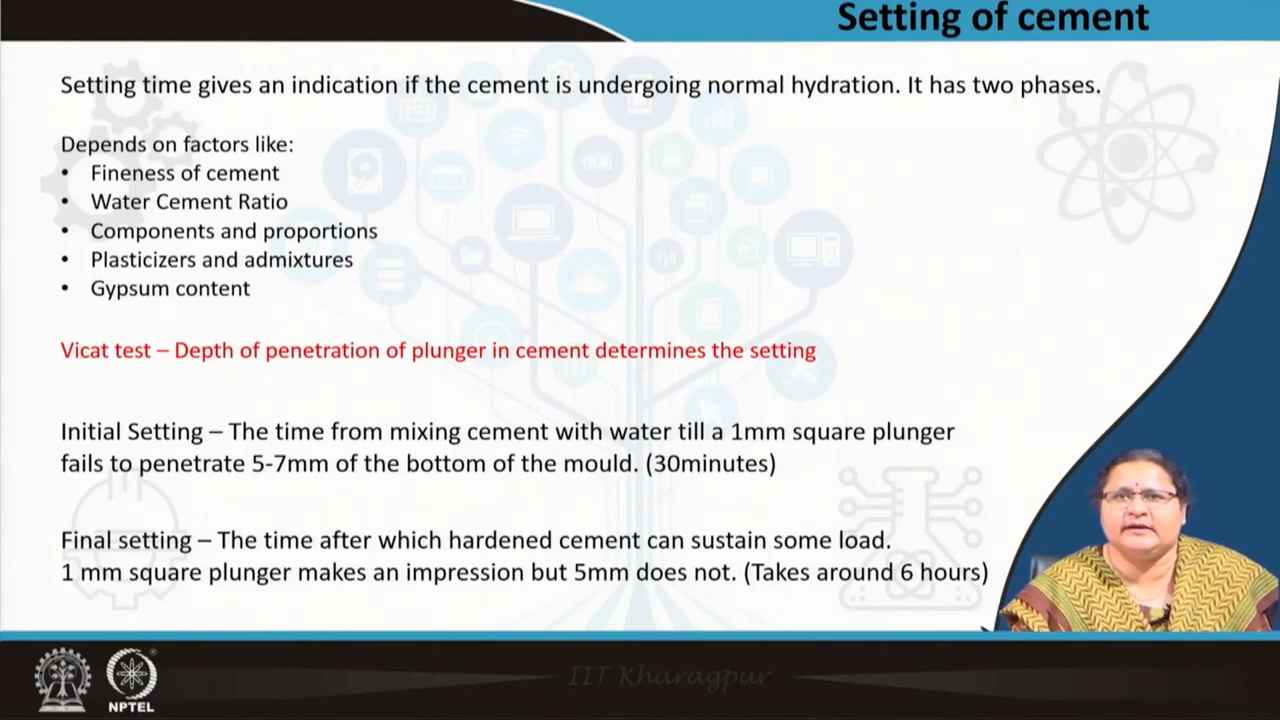 Setting of cement
Setting time gives an indication if the cement is undergoing normal hydration. It has two phases.
Depends on factors like:
• Fineness of cement
• Water Cement Ratio
• Components and proportions
• Plasticizers and admixtures
• Gypsum content
Vicat test – Depth of penetration of plunger in cement determines the setting
Initial Setting – The time from mixing cement with water till a 1mm square plunger
fails to penetrate 5-7mm of the bottom of the mould. (30minutes)
Final setting – The time after which hardened cement can sustain some load.
1 mm square plunger makes an impression but 5mm does not. (Takes around 6 hours)
NPTEL
IIT Kharagpur